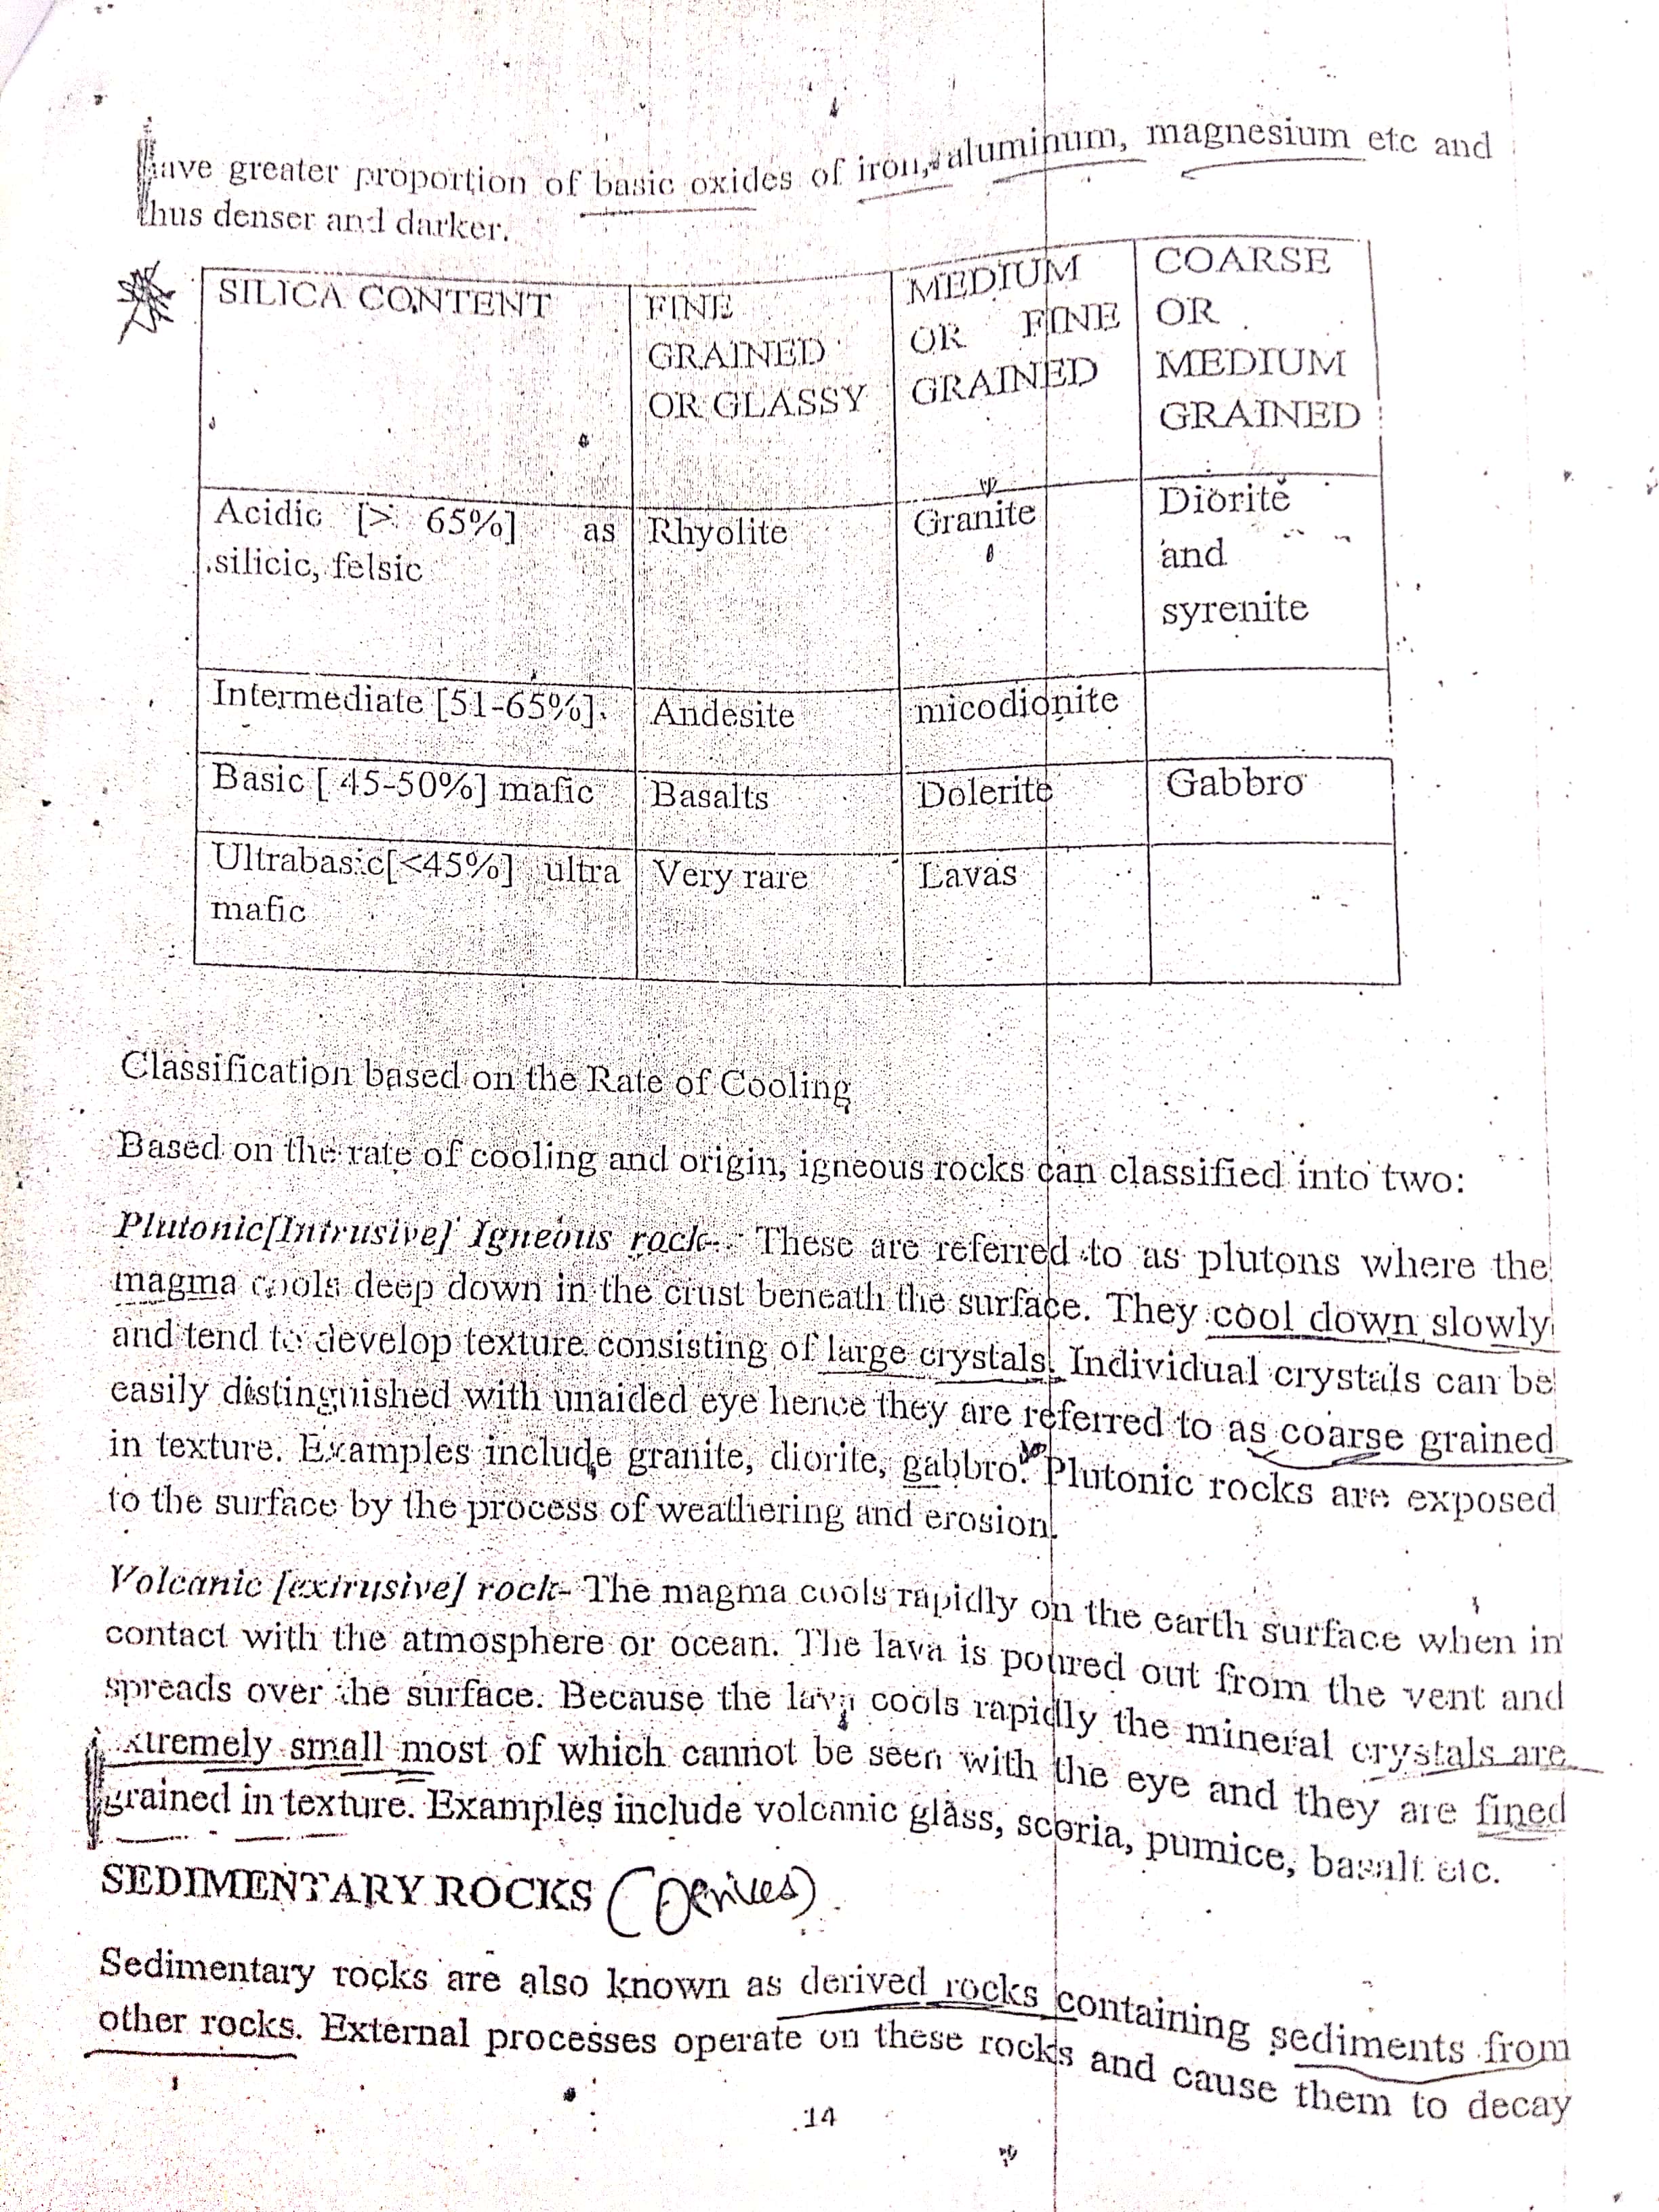 have greater proportion of basic oxides of iron, aluminum, magnesium etc and
thus denser and darker.
SILICA CONTENT
FINE
GRAINED
OR GLASSY
MEDIUM
OR FINE
GRAINED
COARSE
OR
MEDIUM
GRAINED
Acidic [> 65%] as
silicic, felsic
Rhyolite
Granite
Diorite
and
syrenite
Intermediate [51-65%].
Andesite
micodionite
Basic [ 45-50%] mafic
Basalts
Dolerite
Gabbro
Ultrabasic[<45%] ultra
mafic
Very rare
Lavas
Classification based on the Rate of Cooling
Based on the rate of cooling and origin, igneous rocks can classified into two:
Plutonic[Intrusive] Igneous rock- These are referred to as plutons where the
magma cools deep down in the crust beneath the surface. They cool down slowly
and tend to develop texture consisting of large crystals. Individual crystals can be
easily distinguished with unaided eye hence they are referred to as coarse grained
in texture. Examples include granite, diorite, gabbro. Plutonic rocks are exposed
to the surface by the process of weathering and erosion.
Volcanic [extrusive] rock- The magma cools rapidly on the earth surface when in
contact with the atmosphere or ocean. The lava is poured out from the vent and
spreads over the surface. Because the lava cools rapidly the mineral crystals are
extremely small most of which cannot be seen with the eye and they are fined
grained in texture. Examples include volcanic glass, scoria, pumice, basalt etc.
SEDIMENTARY ROCKS (Derives)
Sedimentary rocks are also known as derived rocks containing sediments from
other rocks. External processes operate on these rocks and cause them to decay
14